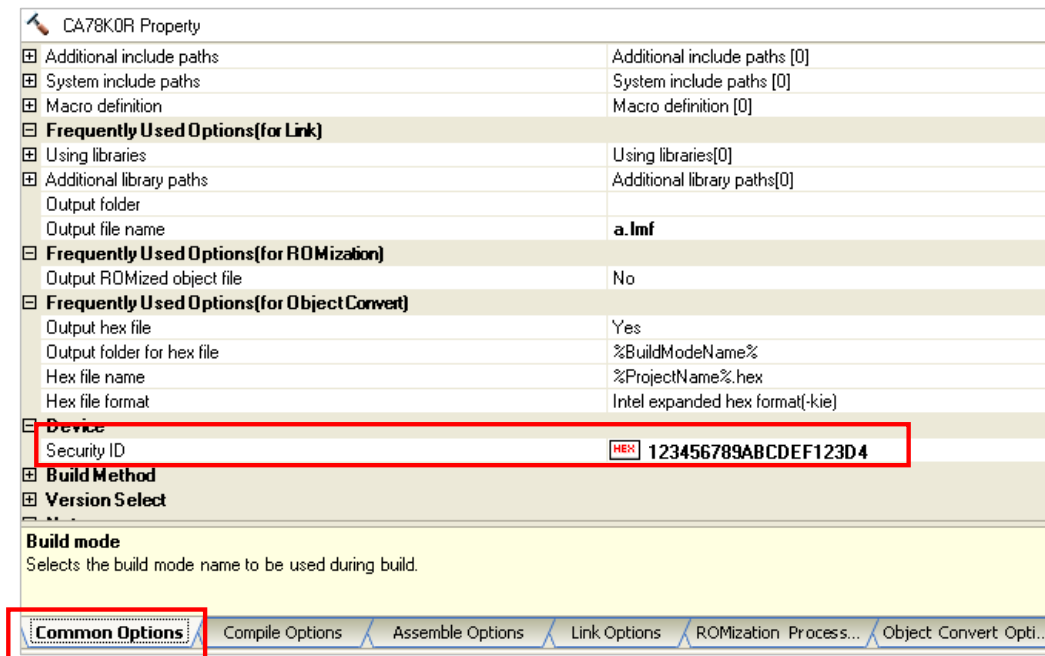 CA78K0R Property
Additional include paths Additional include paths [0]
System include paths System include paths [0]
Macro definition Macro definition [0]
Frequently Used Options(for Link)
Using libraries Using libraries[0]
Additional library paths Additional library paths[0]
Output folder
Output file name a.lmf
Frequently Used Options(for ROMization)
Output ROMized object file No
Frequently Used Options(for Object Convert)
Output hex file Yes
Output folder for hex file %BuildModeName%
Hex file name %ProjectName%.hex
Hex file format Intel expanded hex format(-kie)
Device
Security ID HEX 123456789ABCDEF123D4
Build Method
Version Select
Build mode
Selects the build mode name to be used during build.
Common Options Compile Options Assemble Options Link Options ROMization Process... Object Convert Opti...